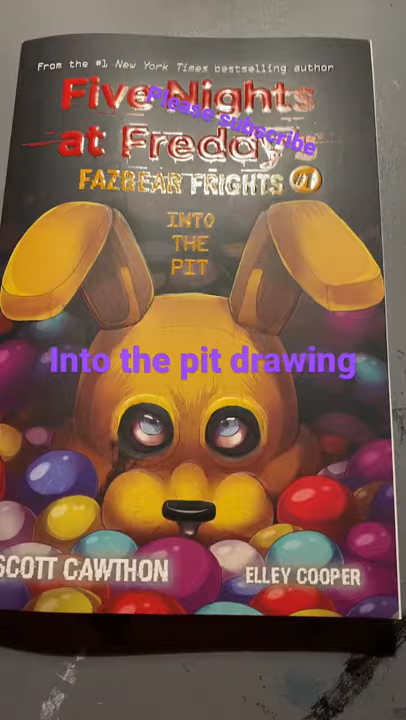 From the #1 New York Times bestselling author
Five Nights
Please subscribe
at Freddy's
FAZBEAR FRIGHTS #1
INTO
THE
PIT
Into the pit drawing
SCOTT CAWTHON
ELLEY COOPER